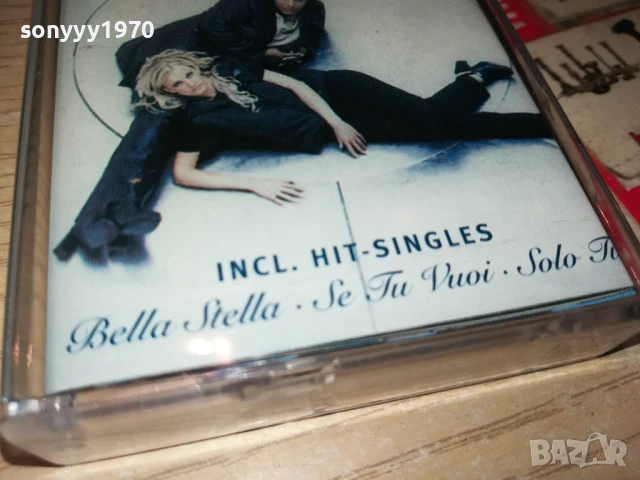 sonyyy1970
INCL. HIT-SINGLES
Bella Stella · Se Tu Vuoi · Solo Tu
BAZAR